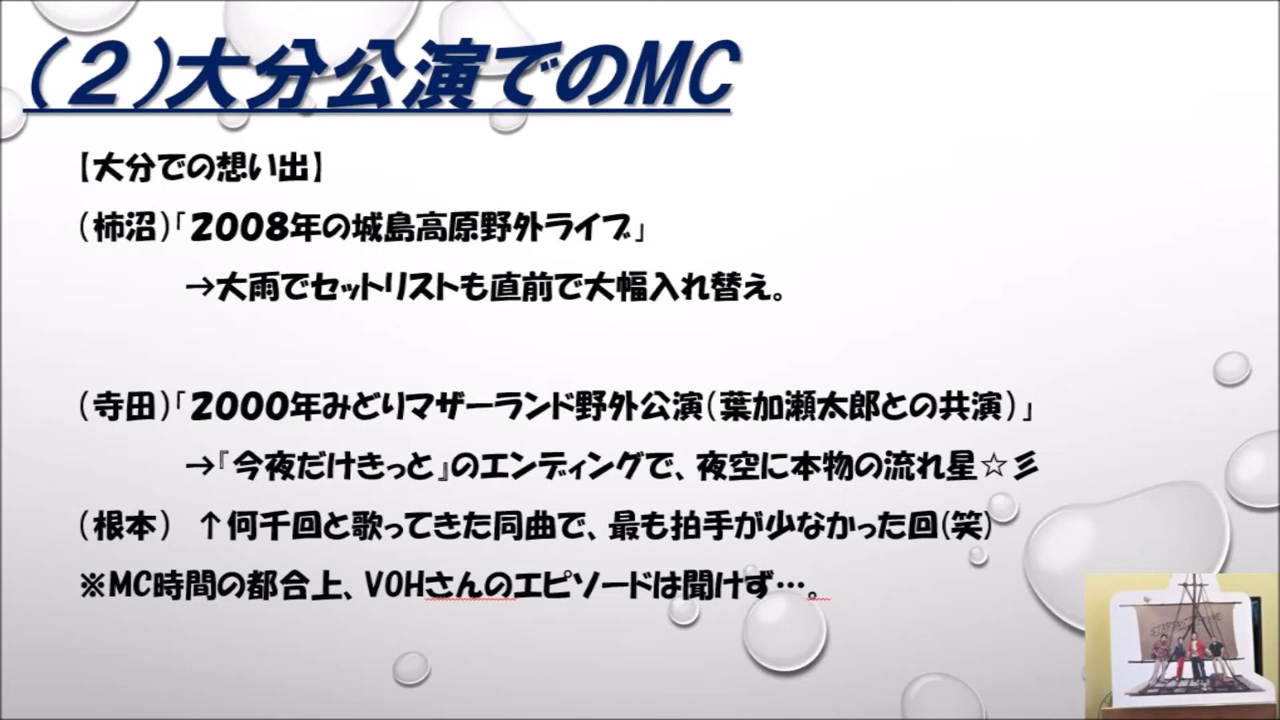 （２）大分公演でのMC
【大分での想い出】
（柿沼）「２００８年の城島高原野外ライブ」
→大雨でセットリストも直前で大幅入れ替え。
（寺田）「２０００年みどりマザーランド野外公演（葉加瀬太郎との共演）」
→『今夜だけきっと』のエンディングで、夜空に本物の流れ星☆彡
（根本）　↑何千回と歌ってきた同曲で、最も拍手が少なかった回(笑)
※MC時間の都合上、VOHさんのエピソードは聞けず…。